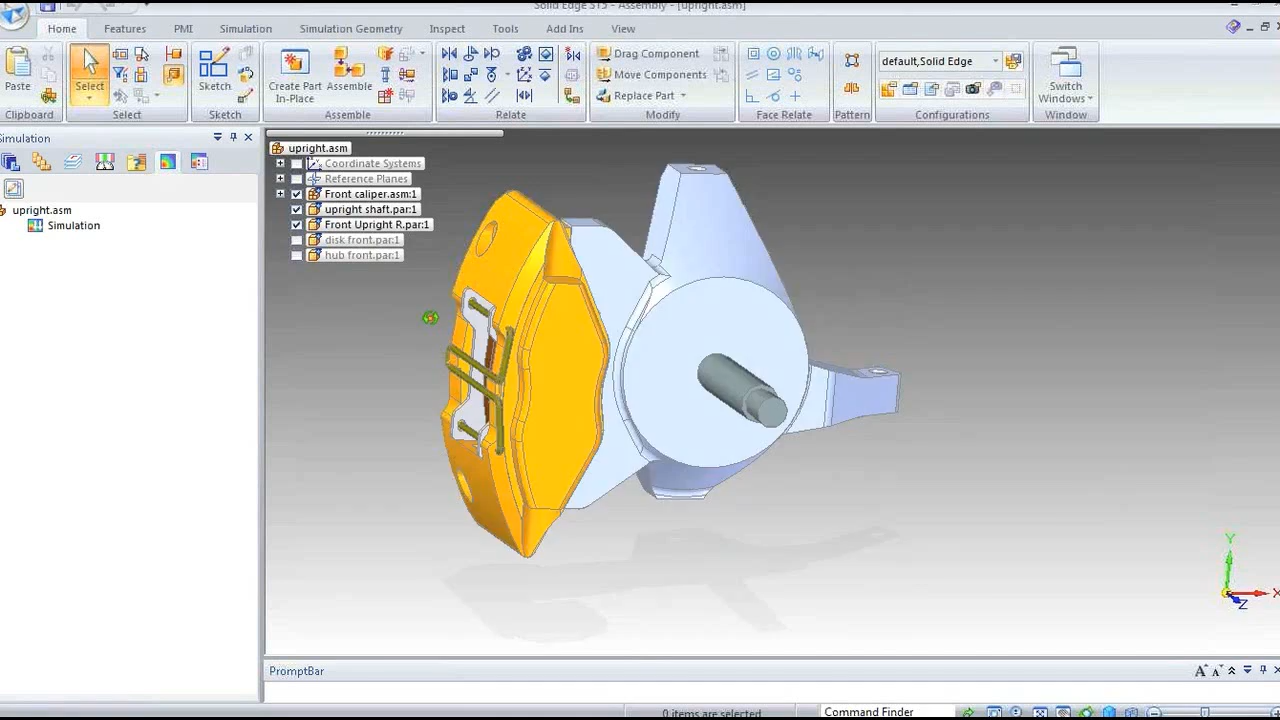 Solid Edge ST5 - Assembly - [upright.asm]
Home Features PMI Simulation Simulation Geometry Inspect Tools Add Ins View
Paste
Clipboard
Select
Select
Sketch
Sketch
Create Part In-Place
Assemble
Assemble
Relate
Drag Component
Move Components
Replace Part
Modify
Face Relate
Pattern
default,Solid Edge
Configurations
Switch Windows
Window
Simulation
upright.asm
Simulation
upright.asm
Coordinate Systems
Reference Planes
Front caliper.asm:1
upright shaft.par:1
Front Upright R.par:1
disk front.par:1
hub front.par:1
Y
X
Z
PromptBar
0 items are selected
Command Finder